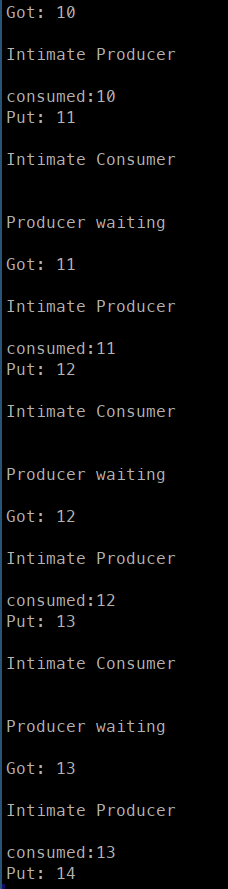 Got: 10
Intimate Producer
consumed:10
Put: 11
Intimate Consumer
Producer waiting
Got: 11
Intimate Producer
consumed:11
Put: 12
Intimate Consumer
Producer waiting
Got: 12
Intimate Producer
consumed:12
Put: 13
Intimate Consumer
Producer waiting
Got: 13
Intimate Producer
consumed:13
Put: 14